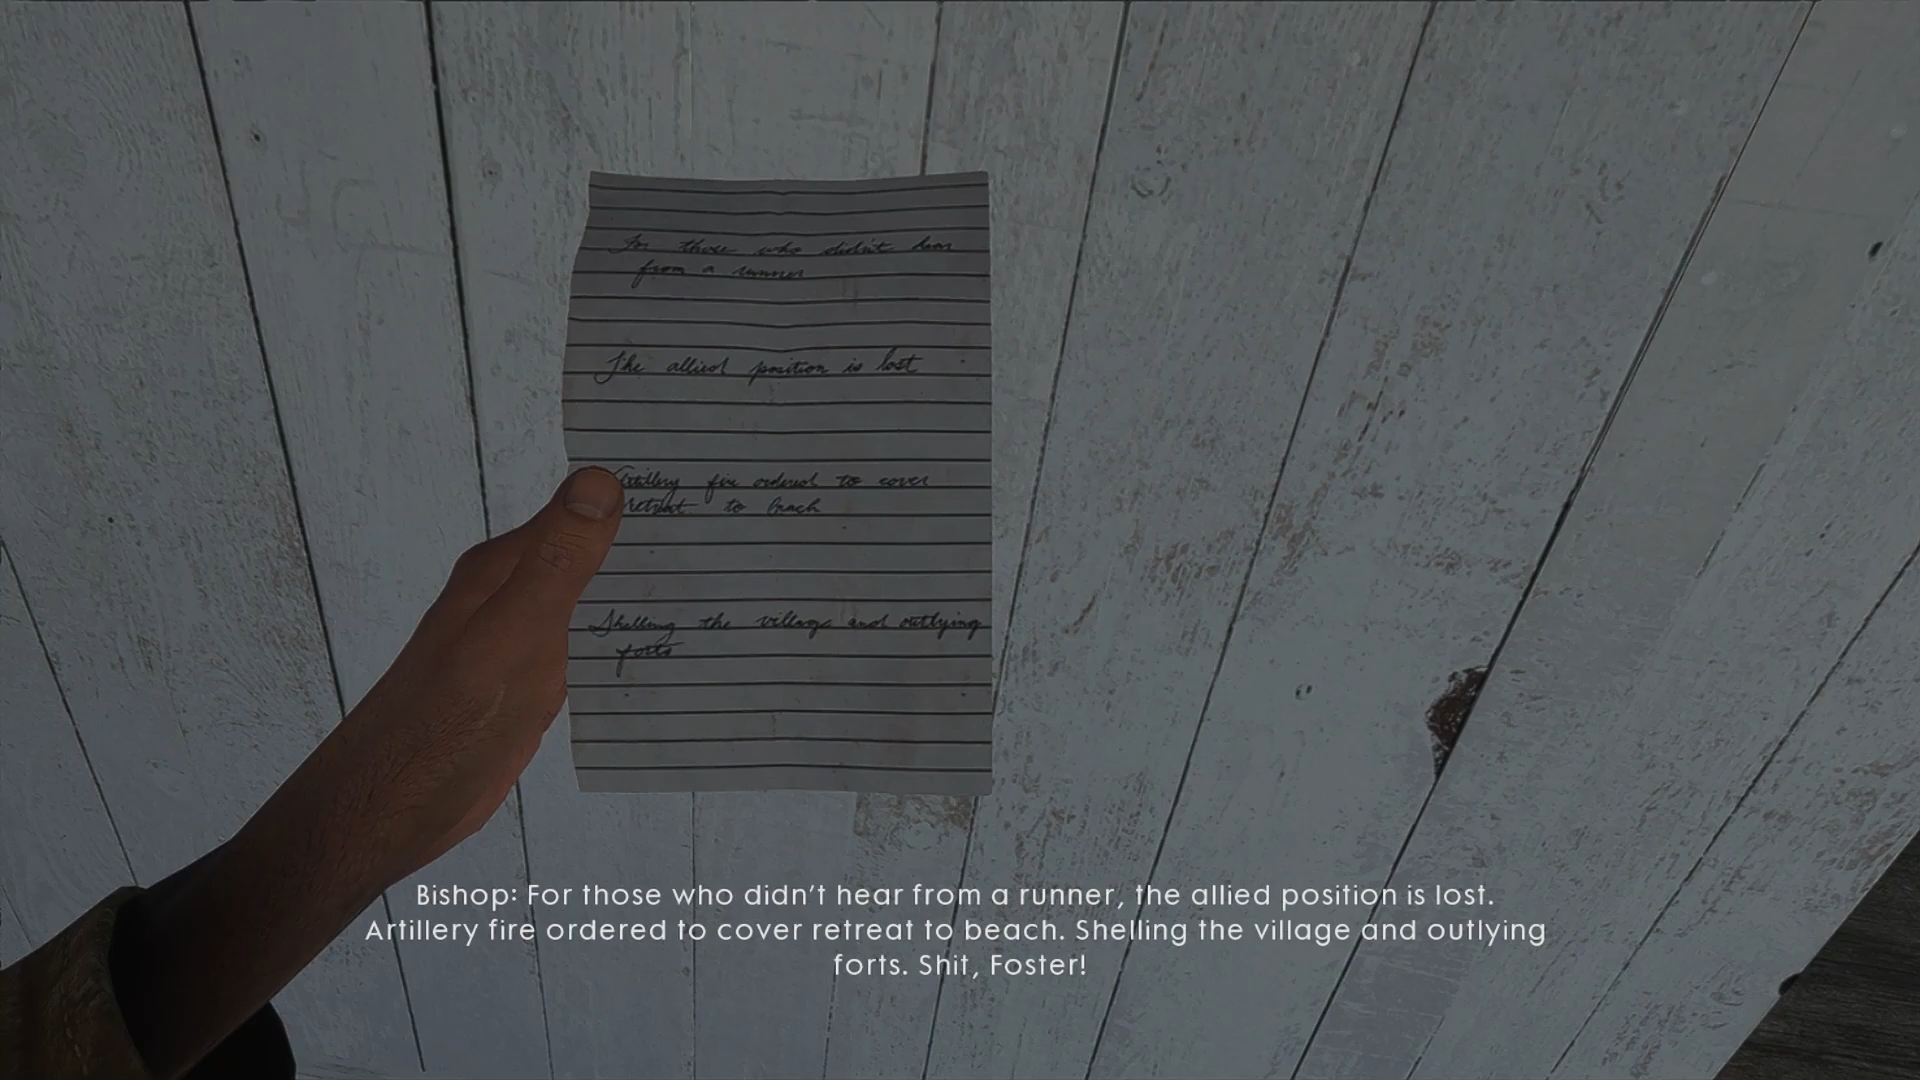 For those who didn't hear
from a runner
The allied position is lost
Artillery fire ordered to cover
retreat to beach
Shelling the village and outlying
forts
Bishop: For those who didn't hear from a runner, the allied position is lost.
Artillery fire ordered to cover retreat to beach. Shelling the village and outlying
forts. Shit, Foster!